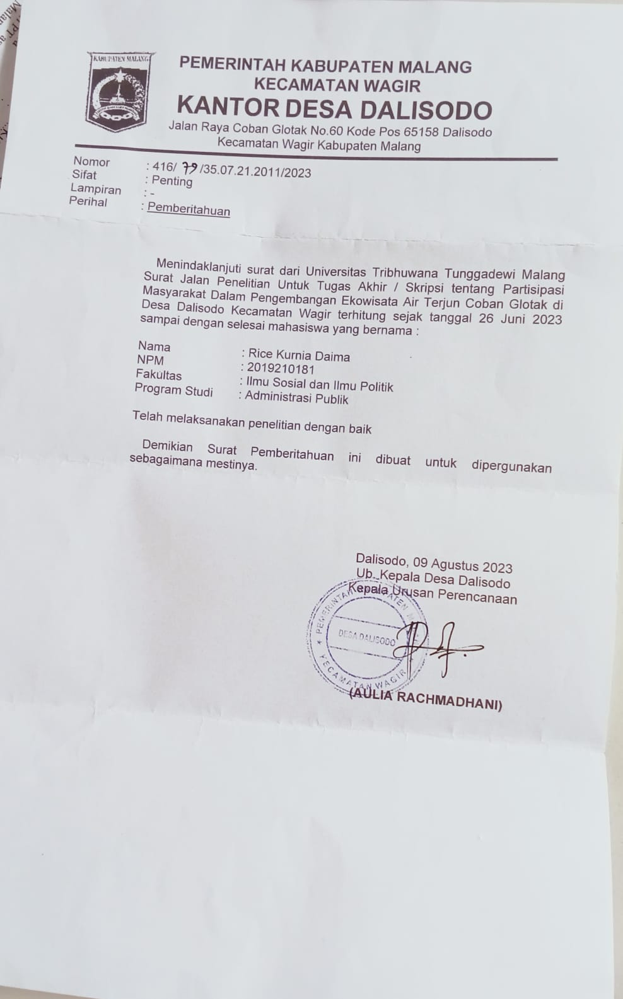 KABUPATEN MALANG
PEMERINTAH KABUPATEN MALANG
KECAMATAN WAGIR
KANTOR DESA DALISODO
Jalan Raya Coban Glotak No.60 Kode Pos 65158 Dalisodo
Kecamatan Wagir Kabupaten Malang
Nomor : 416/ 79 /35.07.21.2011/2023
Sifat : Penting
Lampiran : -
Perihal : Pemberitahuan
Menindaklanjuti surat dari Universitas Tribhuwana Tunggadewi Malang
Surat Jalan Penelitian Untuk Tugas Akhir / Skripsi tentang Partisipasi
Masyarakat Dalam Pengembangan Ekowisata Air Terjun Coban Glotak di
Desa Dalisodo Kecamatan Wagir terhitung sejak tanggal 26 Juni 2023
sampai dengan selesai mahasiswa yang bernama :
Nama : Rice Kurnia Daima
NPM : 2019210181
Fakultas : Ilmu Sosial dan Ilmu Politik
Program Studi : Administrasi Publik
Telah melaksanakan penelitian dengan baik
Demikian Surat Pemberitahuan ini dibuat untuk dipergunakan
sebagaimana mestinya.
Dalisodo, 09 Agustus 2023
Ub. Kepala Desa Dalisodo
Kepala Urusan Perencanaan
DESA DALISODO
KECAMATAN WAGIR
(AULIA RACHMADHANI)